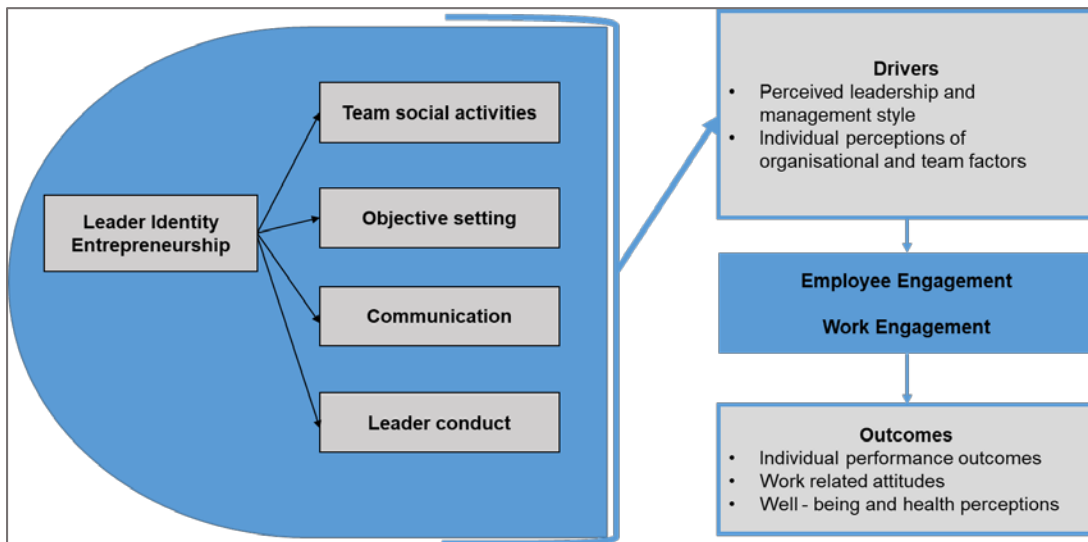 Leader Identity
Entrepreneurship
Team social activities
Objective setting
Communication
Leader conduct
Drivers
• Perceived leadership and
management style
• Individual perceptions of
organisational and team factors
Employee Engagement
Work Engagement
Outcomes
• Individual performance outcomes
• Work related attitudes
• Well - being and health perceptions